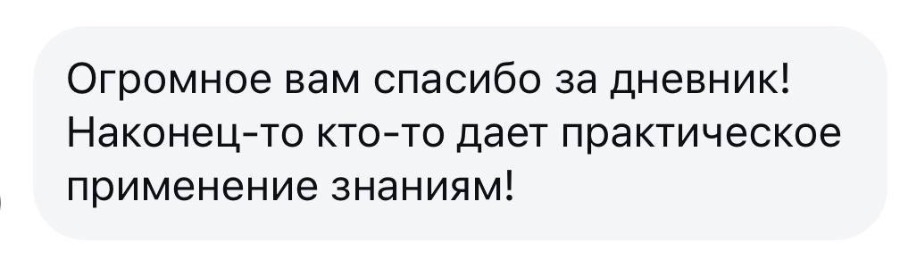 Огромное вам спасибо за дневник!
Наконец-то кто-то дает практическое
применение знаниям!